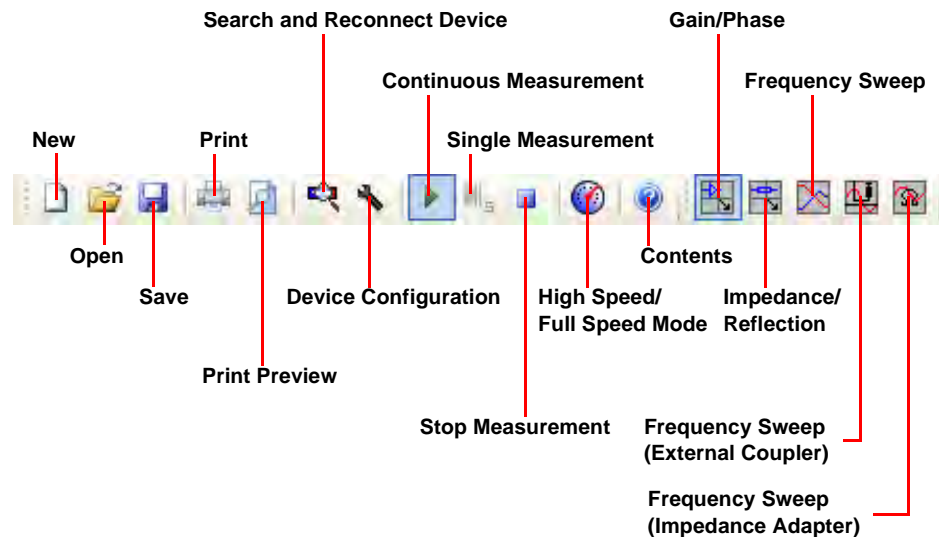 Search and Reconnect Device
Gain/Phase
Continuous Measurement
Frequency Sweep
New
Print
Single Measurement
Open
Contents
Save
Device Configuration
High Speed/
Full Speed Mode
Impedance/
Reflection
Print Preview
Stop Measurement
Frequency Sweep
(External Coupler)
Frequency Sweep
(Impedance Adapter)